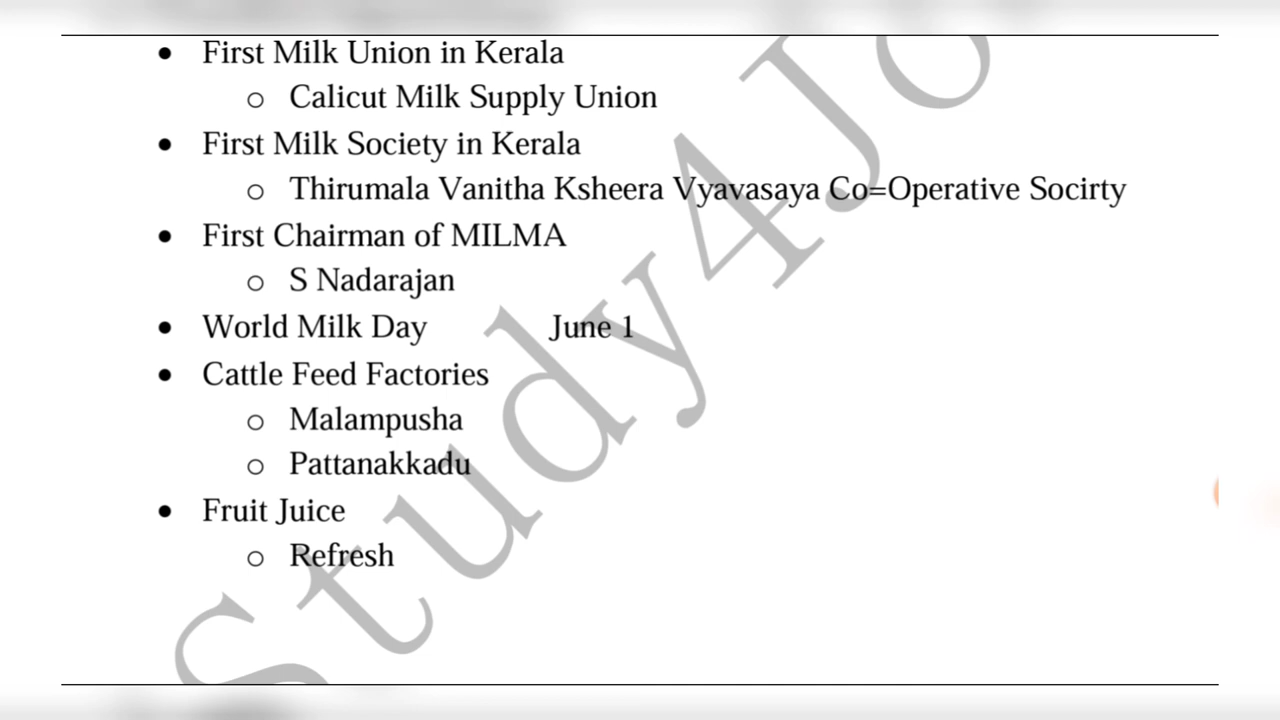 • First Milk Union in Kerala
o Calicut Milk Supply Union
• First Milk Society in Kerala
o Thirumala Vanitha Ksheera Vyavasaya Co=Operative Socirty
• First Chairman of MILMA
o S Nadarajan
• World Milk Day June 1
• Cattle Feed Factories
o Malampusha
o Pattanakkadu
• Fruit Juice
o Refresh
Study4Jo